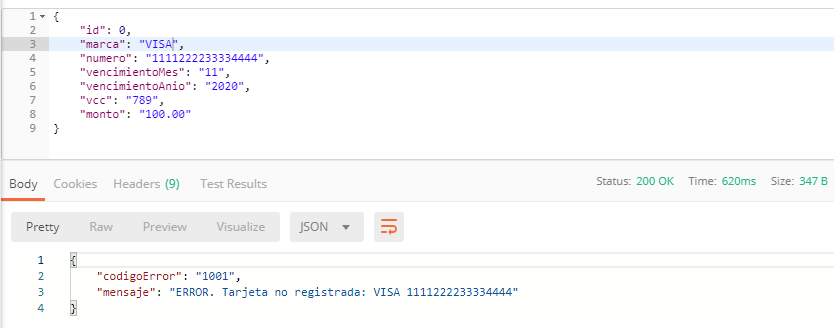 1 {
2 "id": 0,
3 "marca": "VISA",
4 "numero": "1111222233334444",
5 "vencimientoMes": "11",
6 "vencimientoAnio": "2020",
7 "vcc": "789",
8 "monto": "100.00"
9 }
Body Cookies Headers (9) Test Results Status: 200 OK Time: 620ms Size: 347 B
Pretty Raw Preview Visualize JSON
1 {
2 "codigoError": "1001",
3 "mensaje": "ERROR. Tarjeta no registrada: VISA 1111222233334444"
4 }